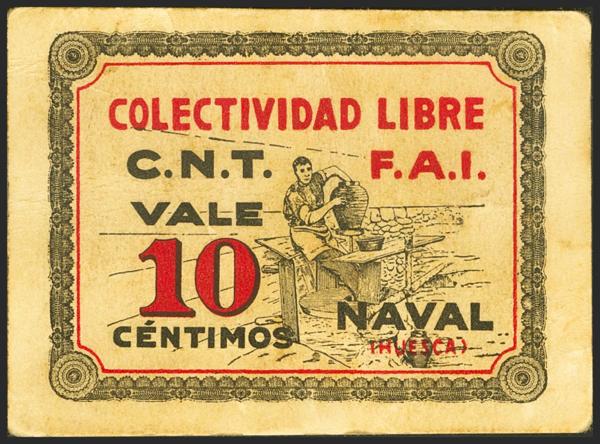 COLECTIVIDAD LIBRE
C.N.T. F.A.I.
VALE
10
CÉNTIMOS
NAVAL
(HUESCA)